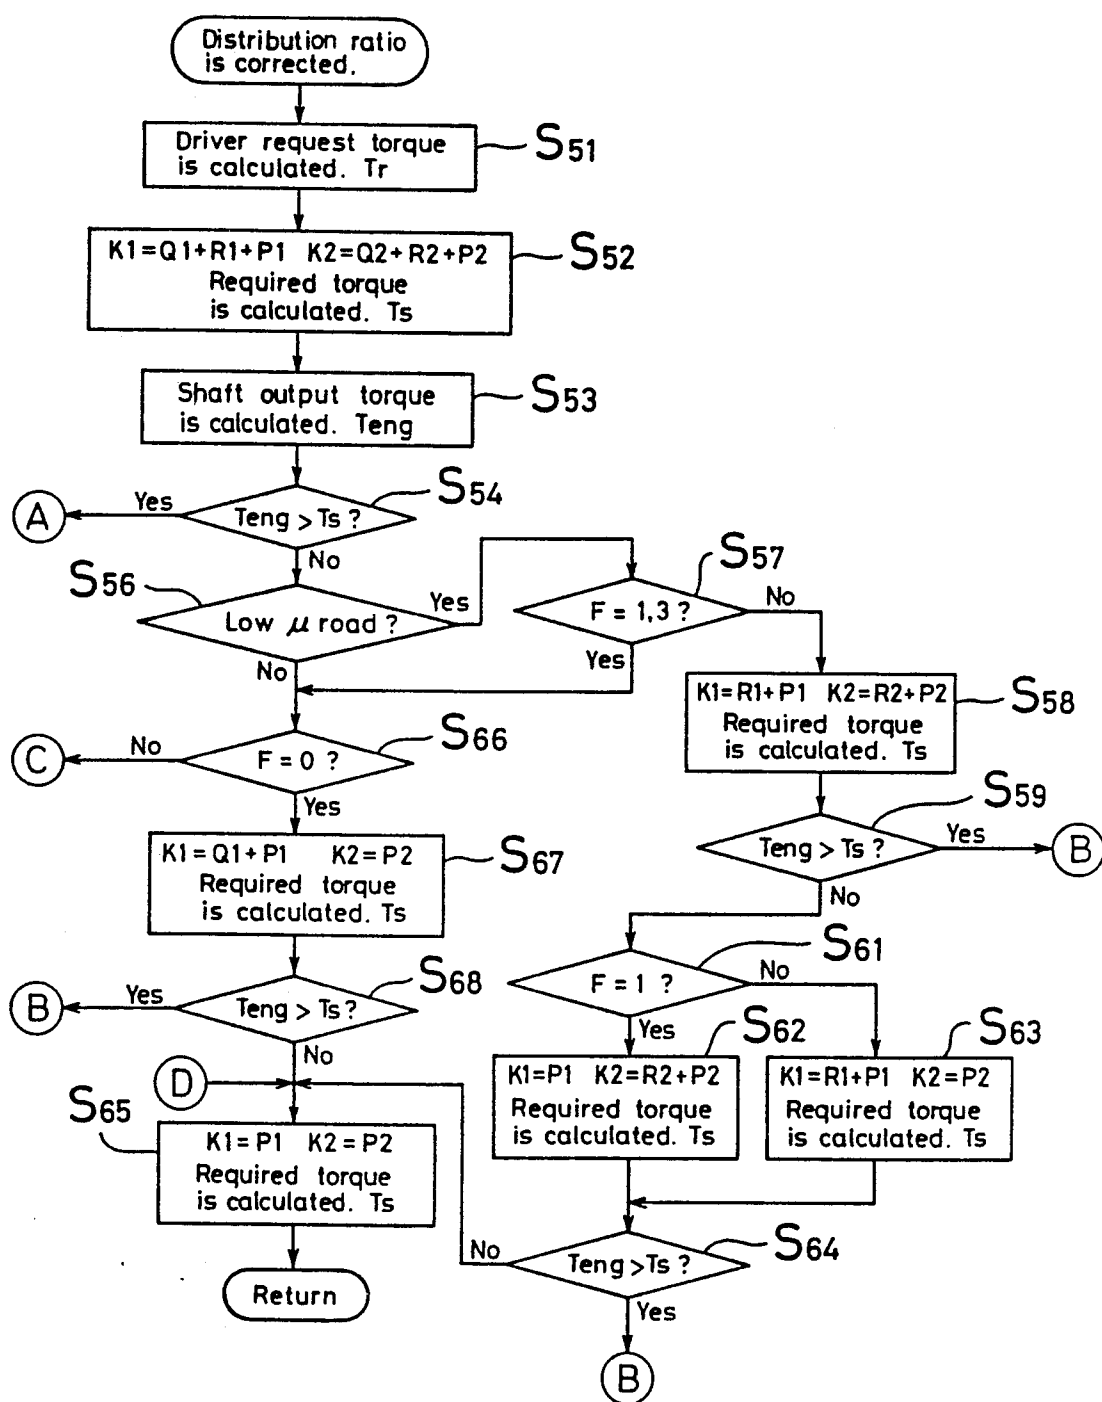 Distribution ratio
is corrected.
Driver request torque
is calculated. Tr
S51
K1=Q1+R1+P1 K2=Q2+R2+P2
Required torque
is calculated. Ts
S52
Shaft output torque
is calculated. Teng
S53
A
Yes
Teng > Ts ?
S54
No
S56
Low μ road ?
Yes
No
F = 1,3 ?
S57
No
Yes
K1=R1+P1 K2=R2+P2
Required torque
is calculated. Ts
S58
C
No
F = 0 ?
S66
Yes
Teng > Ts ?
S59
Yes
B
No
K1=Q1+P1 K2=P2
Required torque
is calculated. Ts
S67
F = 1 ?
S61
No
Yes
B
Yes
Teng > Ts ?
S68
No
D
K1=P1 K2=R2+P2
Required torque
is calculated. Ts
S62
K1=R1+P1 K2=P2
Required torque
is calculated. Ts
S63
S65
K1=P1 K2=P2
Required torque
is calculated. Ts
No
Teng > Ts ?
S64
Yes
Return
B